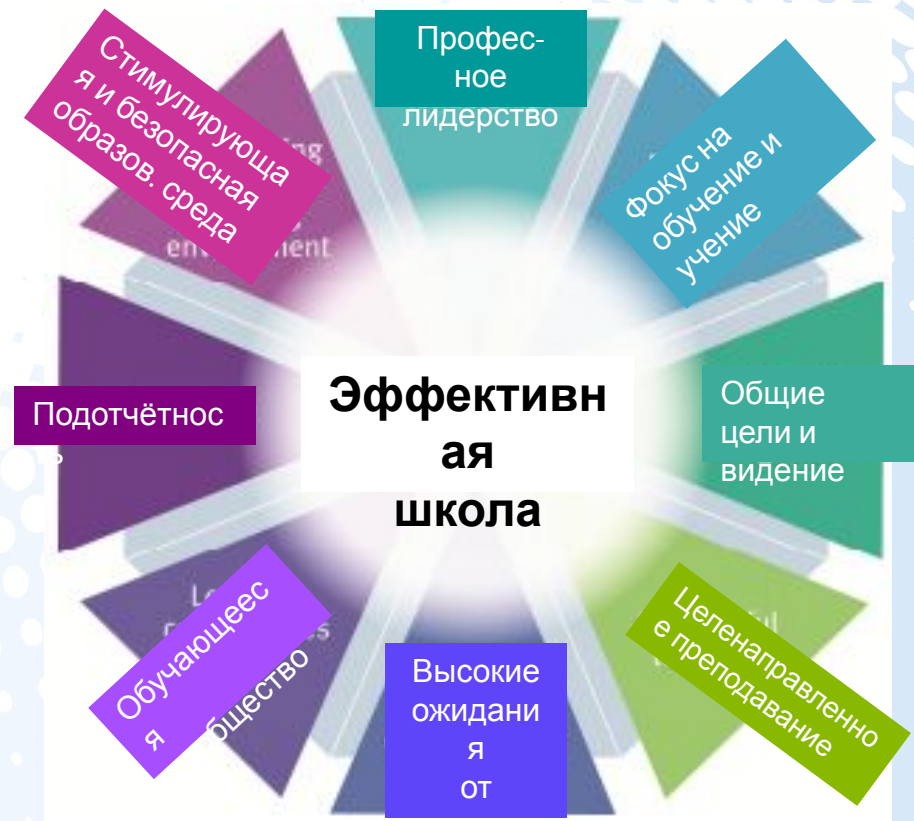 Профес-
ное
лидерство
Стимулирующа
я и безопасная
образов. среда
Фокус на
обучение и
учение
environment
Подотчётнос
ь
Эффективн
ая
школа
Общие
цели и
видение
Обучающеес
я
бщество
Высокие
ожидани
я
от
Целенаправленно
е преподавание